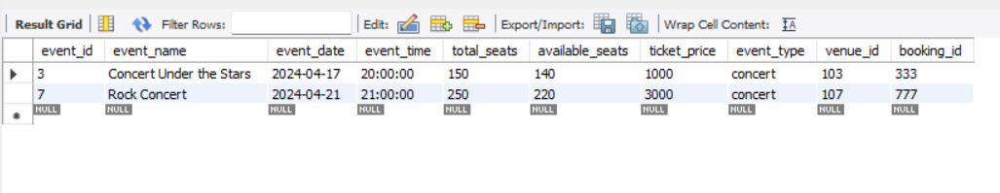 Result Grid Filter Rows: Edit: Export/Import: Wrap Cell Content: IA
event_id event_name event_date event_time total_seats available_seats ticket_price event_type venue_id booking_id
3 Concert Under the Stars 2024-04-17 20:00:00 150 140 1000 concert 103 333
7 Rock Concert 2024-04-21 21:00:00 250 220 3000 concert 107 777
NULL NULL NULL NULL NULL NULL NULL NULL NULL NULL